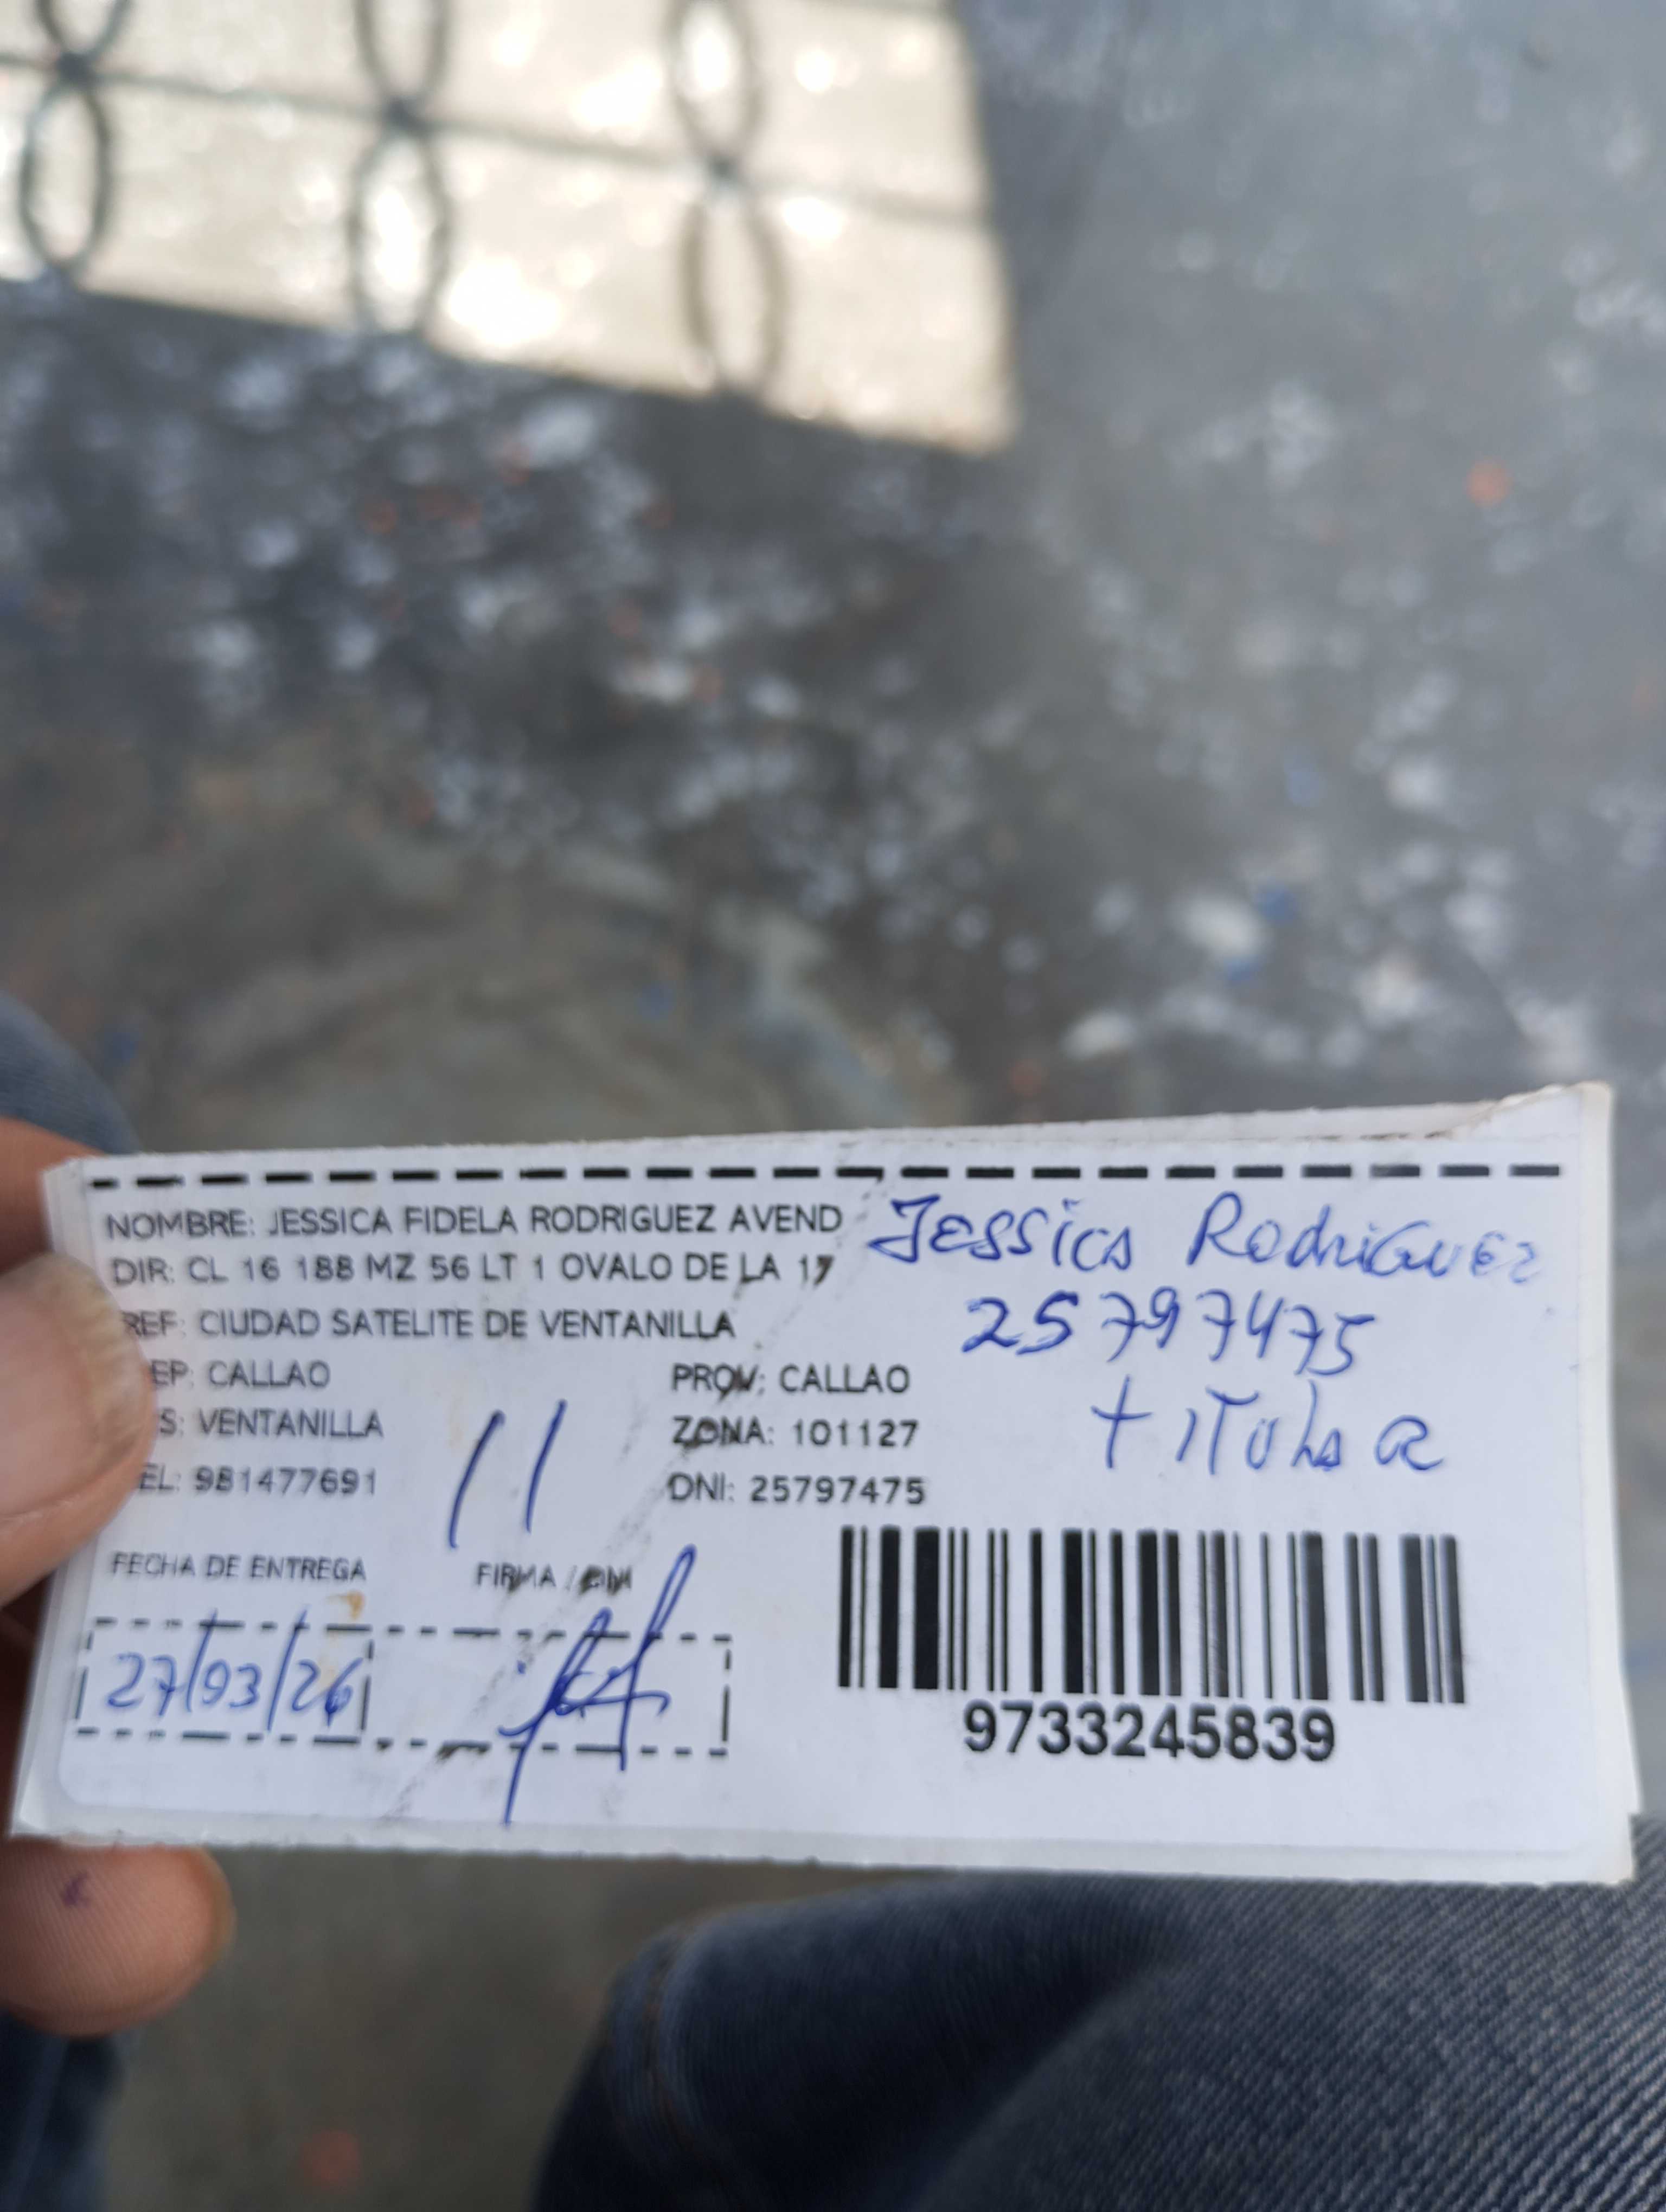 NOMBRE: JESSICA FIDELA RODRIGUEZ AVEND
Jessica Rodriguez
DIR: CL 16 188 MZ 56 LT 1 OVALO DE LA 17
25797475
REF: CIUDAD SATELITE DE VENTANILLA
EP: CALLAO PROV: CALLAO
titular
S: VENTANILLA ZONA: 101127
11
EL: 981477691 DNI: 25797475
FECHA DE ENTREGA FIRMA / DNI
27/03/26
9733245839